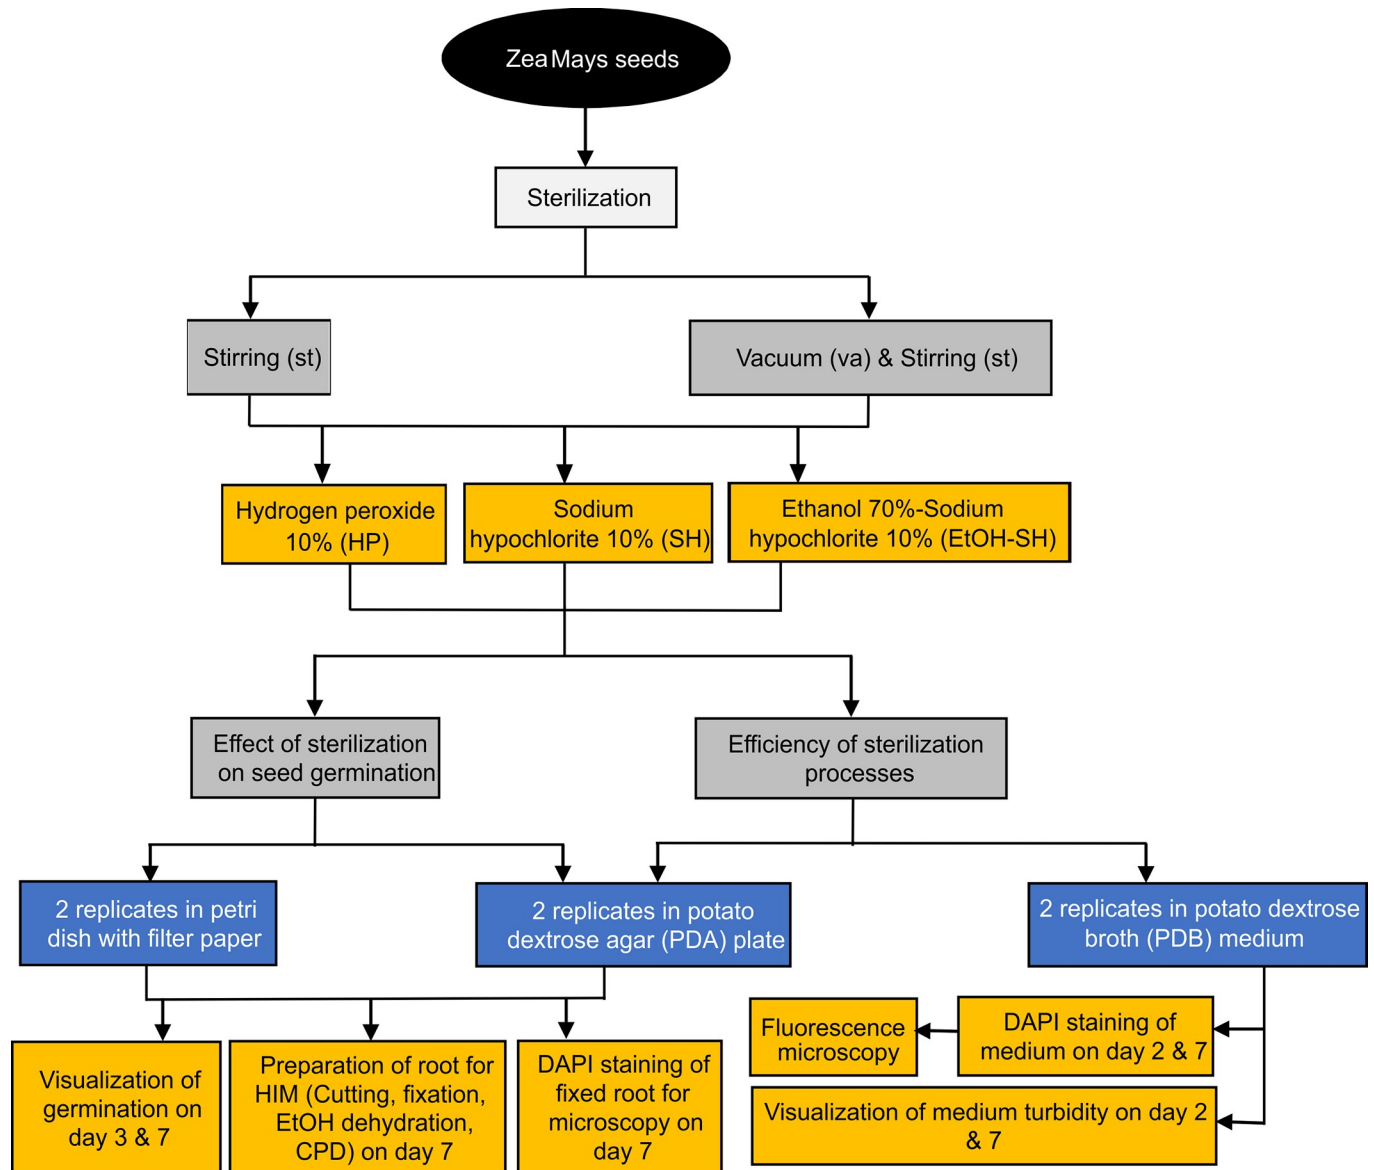 Zea Mays seeds
Sterilization
Stirring (st)
Vacuum (va) & Stirring (st)
Hydrogen peroxide
10% (HP)
Sodium
hypochlorite 10% (SH)
Ethanol 70%-Sodium
hypochlorite 10% (EtOH-SH)
Effect of sterilization
on seed germination
Efficiency of sterilization
processes
2 replicates in petri
dish with filter paper
2 replicates in potato
dextrose agar (PDA) plate
2 replicates in potato dextrose
broth (PDB) medium
Visualization of
germination on
day 3 & 7
Preparation of root for
HIM (Cutting, fixation,
EtOH dehydration,
CPD) on day 7
DAPI staining of
fixed root for
microscopy on
day 7
Fluorescence
microscopy
DAPI staining of
medium on day 2 & 7
Visualization of medium turbidity on day 2
& 7